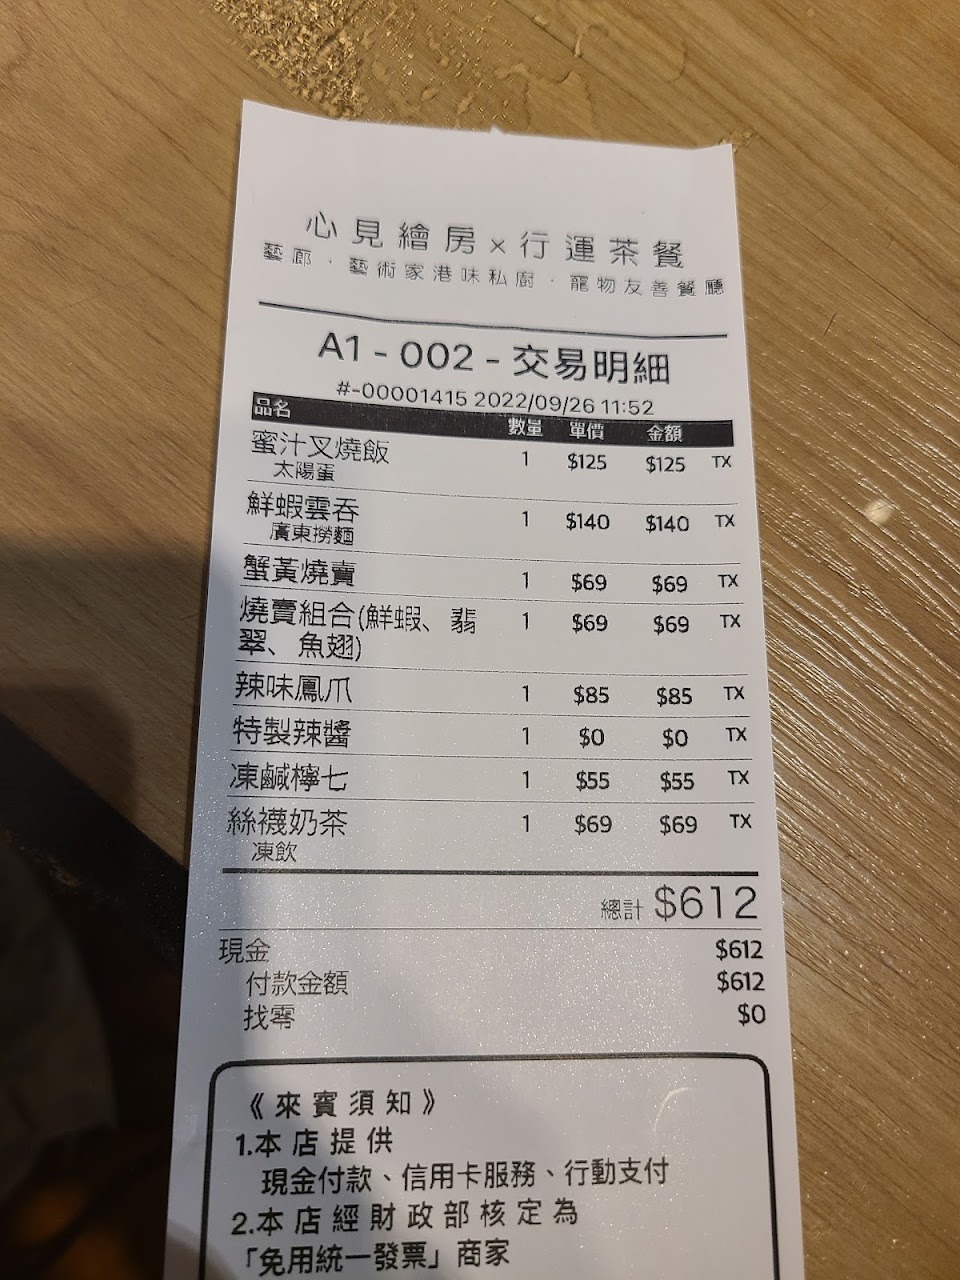 心見繪房×行運茶餐
藝廊．藝術家港味私廚．寵物友善餐廳
A1 - 002 - 交易明細
#-00001415 2022/09/26 11:52
品名 數量 單價 金額
蜜汁叉燒飯 1 $125 $125 TX
太陽蛋
鮮蝦雲吞 1 $140 $140 TX
廣東撈麵
蟹黃燒賣 1 $69 $69 TX
燒賣組合(鮮蝦、翡 1 $69 $69 TX
翠、魚翅)
辣味鳳爪 1 $85 $85 TX
特製辣醬 1 $0 $0 TX
凍鹹檸七 1 $55 $55 TX
絲襪奶茶 1 $69 $69 TX
凍飲
總計 $612
現金 $612
付款金額 $612
找零 $0
《來賓須知》
1.本店提供
現金付款、信用卡服務、行動支付
2.本店經財政部核定為
「免用統一發票」商家